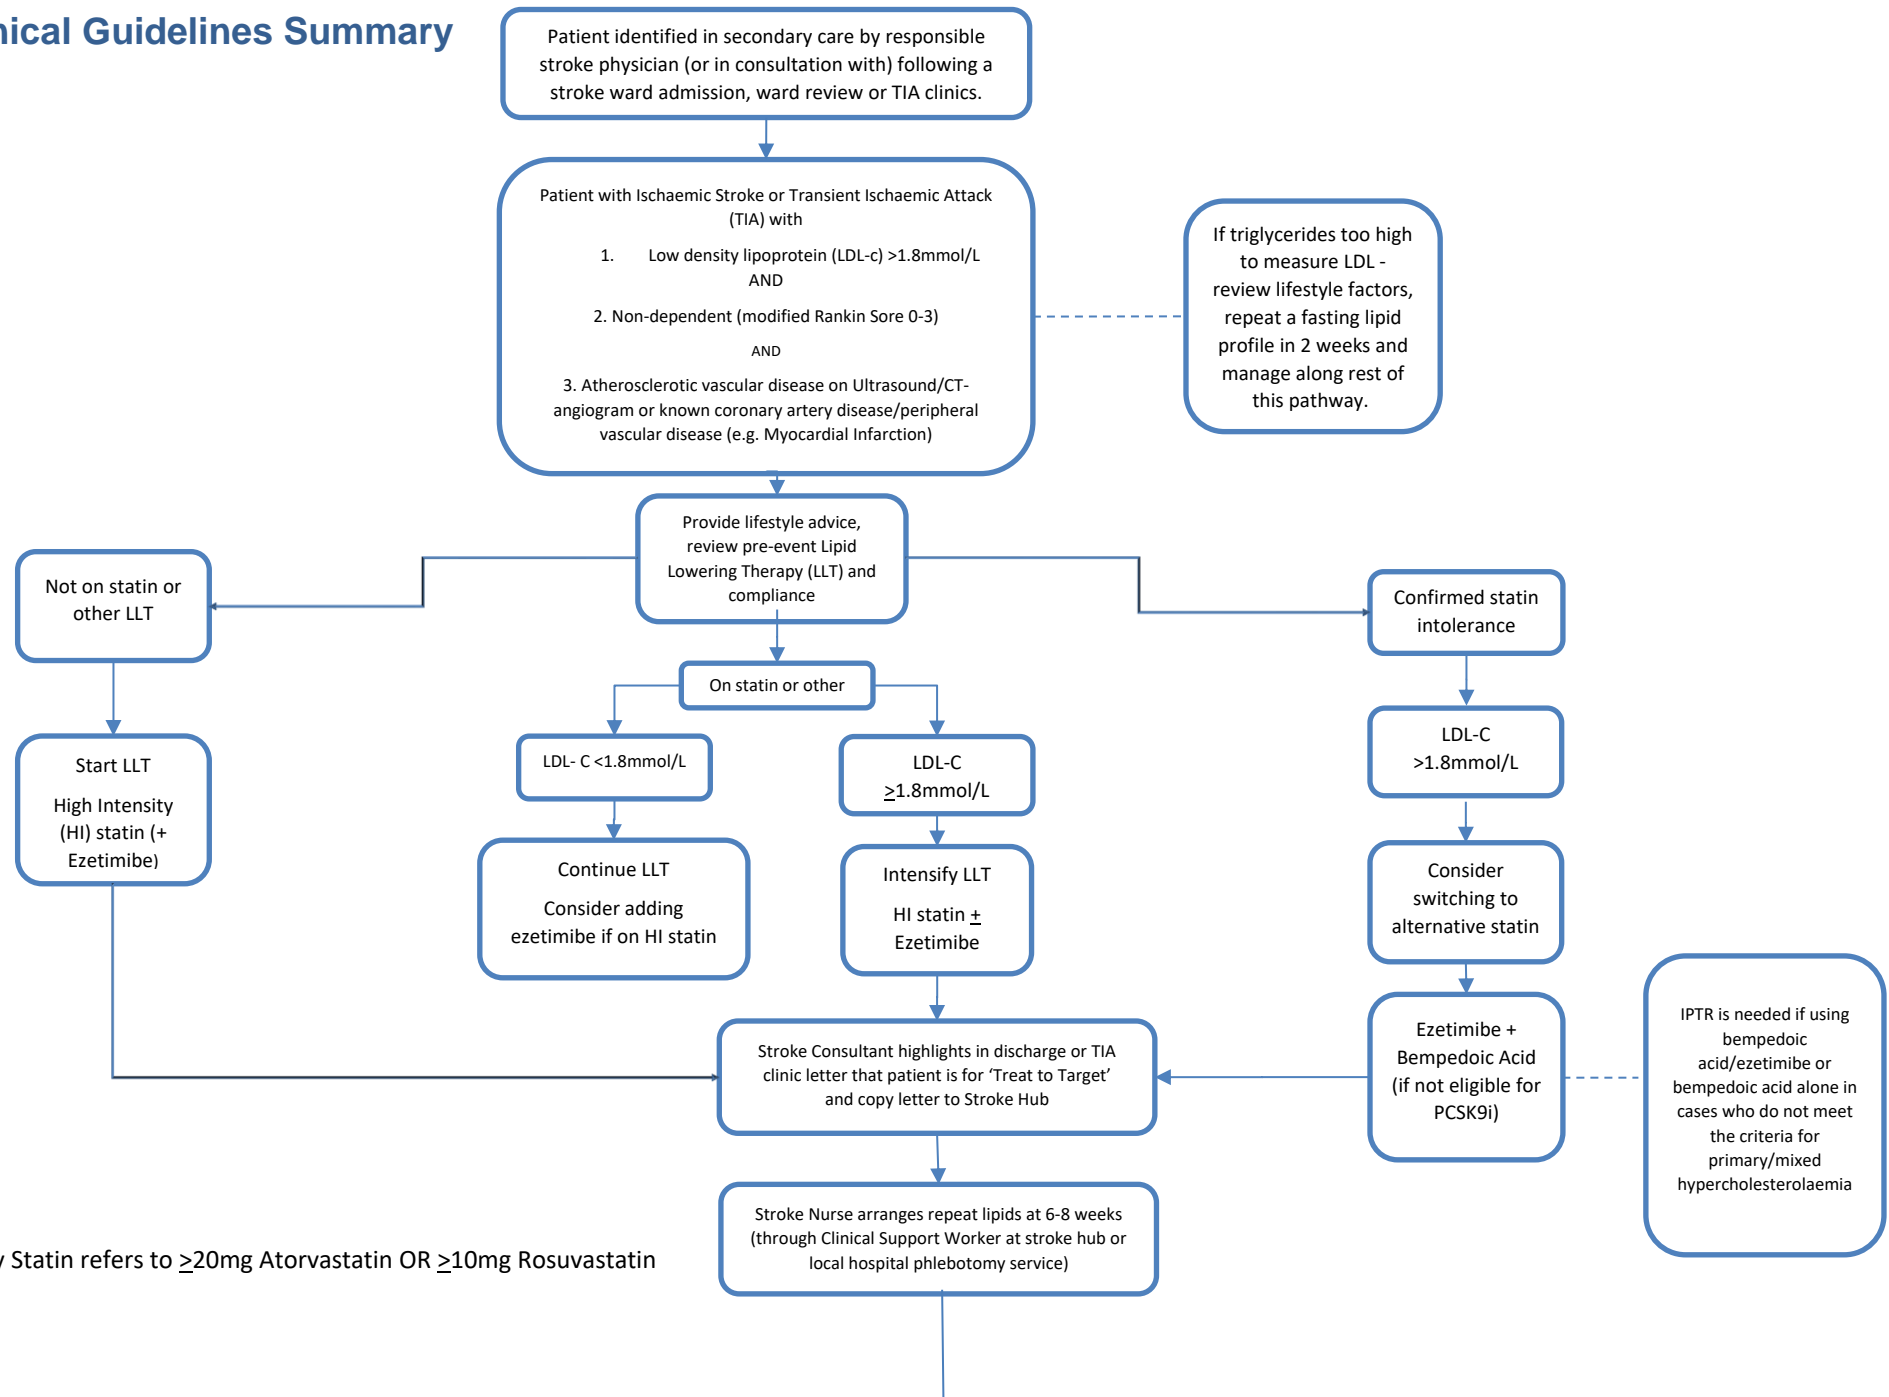 nical Guidelines Summary
Patient identified in secondary care by responsible
stroke physician (or in consultation with) following a
stroke ward admission, ward review or TIA clinics.
Patient with Ischaemic Stroke or Transient Ischaemic Attack
(TIA) with
1. Low density lipoprotein (LDL-c) >1.8mmol/L
AND
2. Non-dependent (modified Rankin Sore 0-3)
AND
3. Atherosclerotic vascular disease on Ultrasound/CT-
angiogram or known coronary artery disease/peripheral
vascular disease (e.g. Myocardial Infarction)
If triglycerides too high
to measure LDL -
review lifestyle factors,
repeat a fasting lipid
profile in 2 weeks and
manage along rest of
this pathway.
Provide lifestyle advice,
review pre-event Lipid
Lowering Therapy (LLT) and
compliance
Not on statin or
other LLT
Start LLT
High Intensity
(HI) statin (+
Ezetimibe)
On statin or other
LDL- C <1.8mmol/L
Continue LLT
Consider adding
ezetimibe if on HI statin
LDL-C
≥1.8mmol/L
Intensify LLT
HI statin ±
Ezetimibe
Confirmed statin
intolerance
LDL-C
>1.8mmol/L
Consider
switching to
alternative statin
Ezetimibe +
Bempedoic Acid
(if not eligible for
PCSK9i)
IPTR is needed if using
bempedoic
acid/ezetimibe or
bempedoic acid alone in
cases who do not meet
the criteria for
primary/mixed
hypercholesterolaemia
Stroke Consultant highlights in discharge or TIA
clinic letter that patient is for ‘Treat to Target’
and copy letter to Stroke Hub
Stroke Nurse arranges repeat lipids at 6-8 weeks
(through Clinical Support Worker at stroke hub or
local hospital phlebotomy service)
y Statin refers to ≥20mg Atorvastatin OR ≥10mg Rosuvastatin